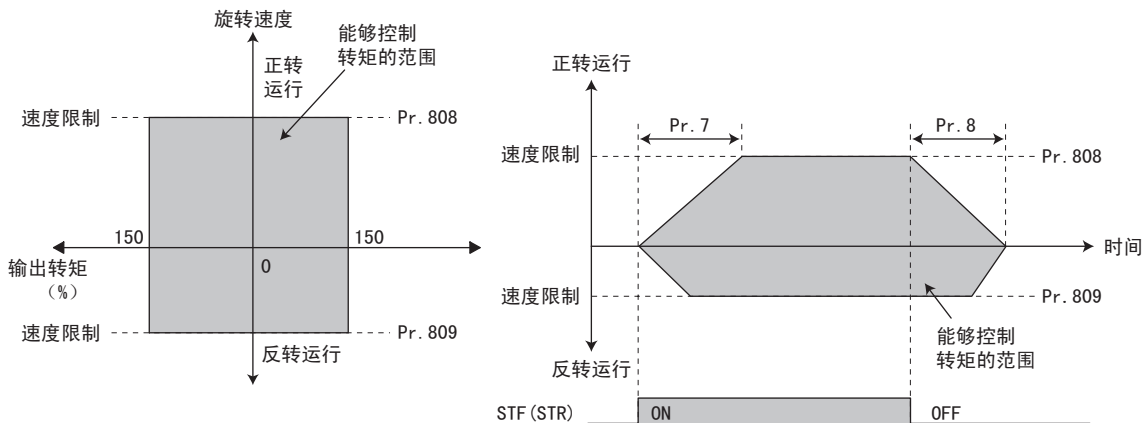 旋转速度
能够控制
转矩的范围
正转
运行
速度限制
Pr.808
150
150
0
输出转矩
(%)
速度限制
Pr.809
反转运行
正转运行
Pr.7
Pr.8
速度限制
Pr.808
时间
速度限制
Pr.809
能够控制
转矩的范围
反转运行
STF(STR)
ON
OFF